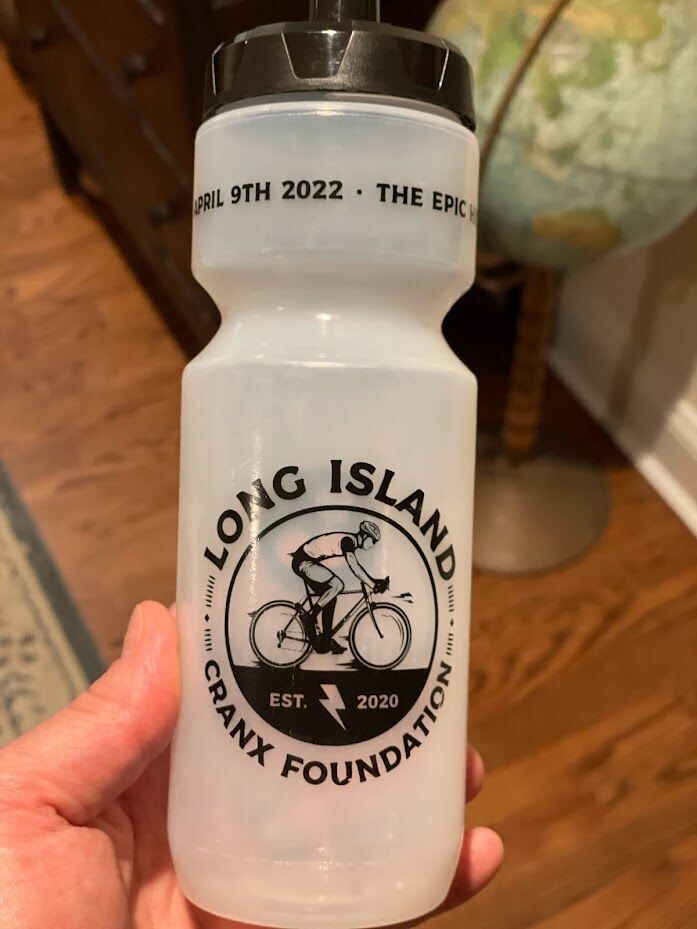 APRIL 9TH 2022 · THE EPIC
LONG ISLAND
EST. 2020
CRANX FOUNDATION